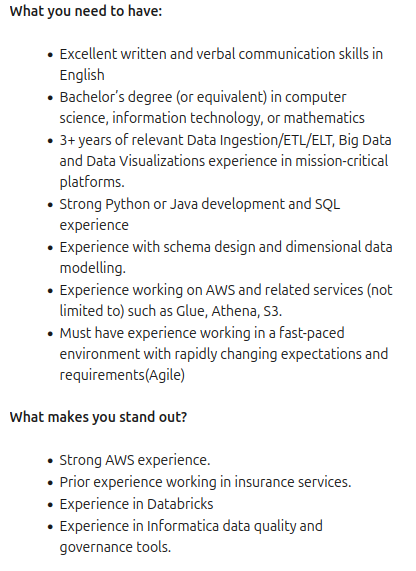 What you need to have:
• Excellent written and verbal communication skills in
English
• Bachelor’s degree (or equivalent) in computer
science, information technology, or mathematics
• 3+ years of relevant Data Ingestion/ETL/ELT, Big Data
and Data Visualizations experience in mission-critical
platforms.
• Strong Python or Java development and SQL
experience
• Experience with schema design and dimensional data
modelling.
• Experience working on AWS and related services (not
limited to) such as Glue, Athena, S3.
• Must have experience working in a fast-paced
environment with rapidly changing expectations and
requirements(Agile)
What makes you stand out?
• Strong AWS experience.
• Prior experience working in insurance services.
• Experience in Databricks
• Experience in Informatica data quality and
governance tools.